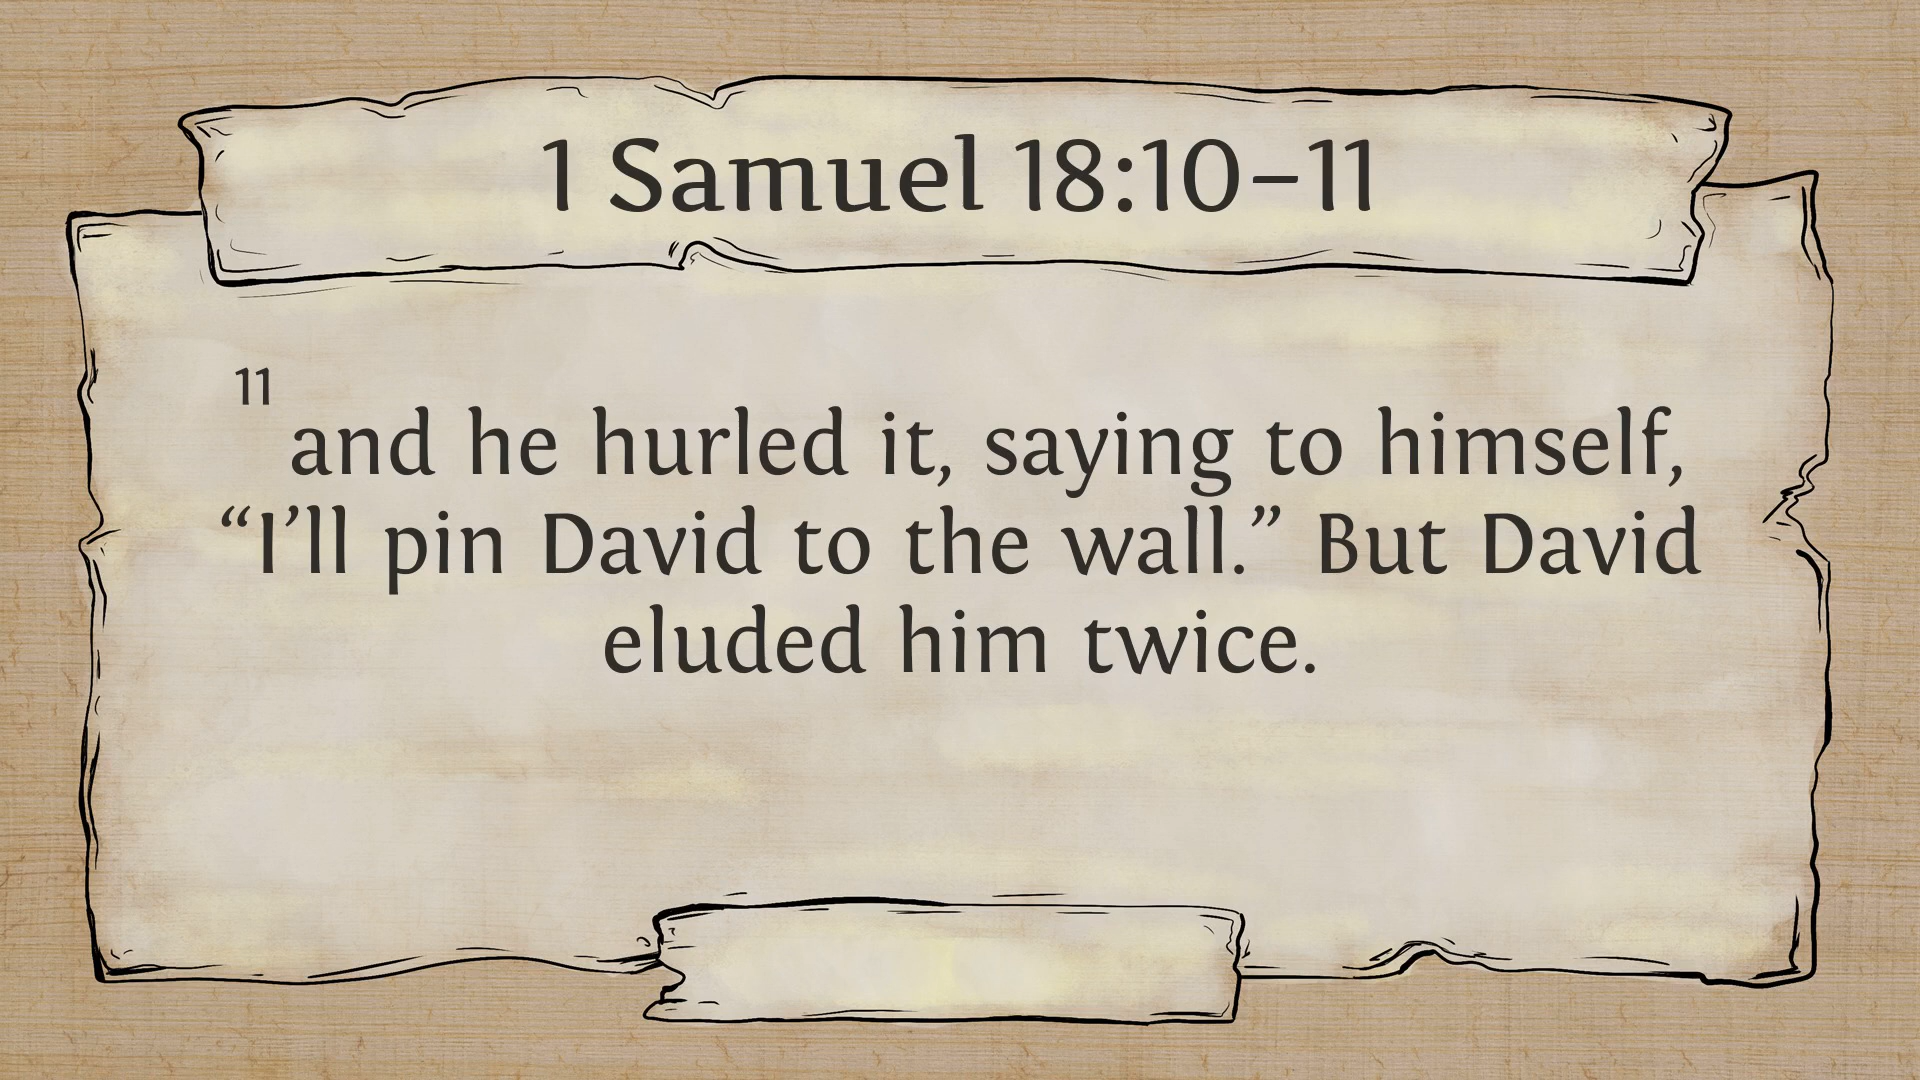 1 Samuel 18:10–11
11 and he hurled it, saying to himself,
“I’ll pin David to the wall.” But David
eluded him twice.